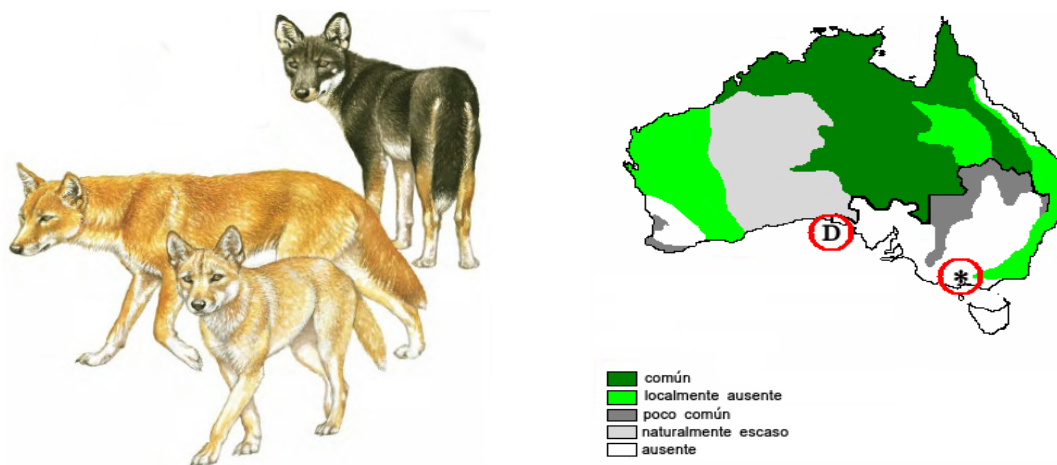 D
*
común
localmente ausente
poco común
naturalmente escaso
ausente